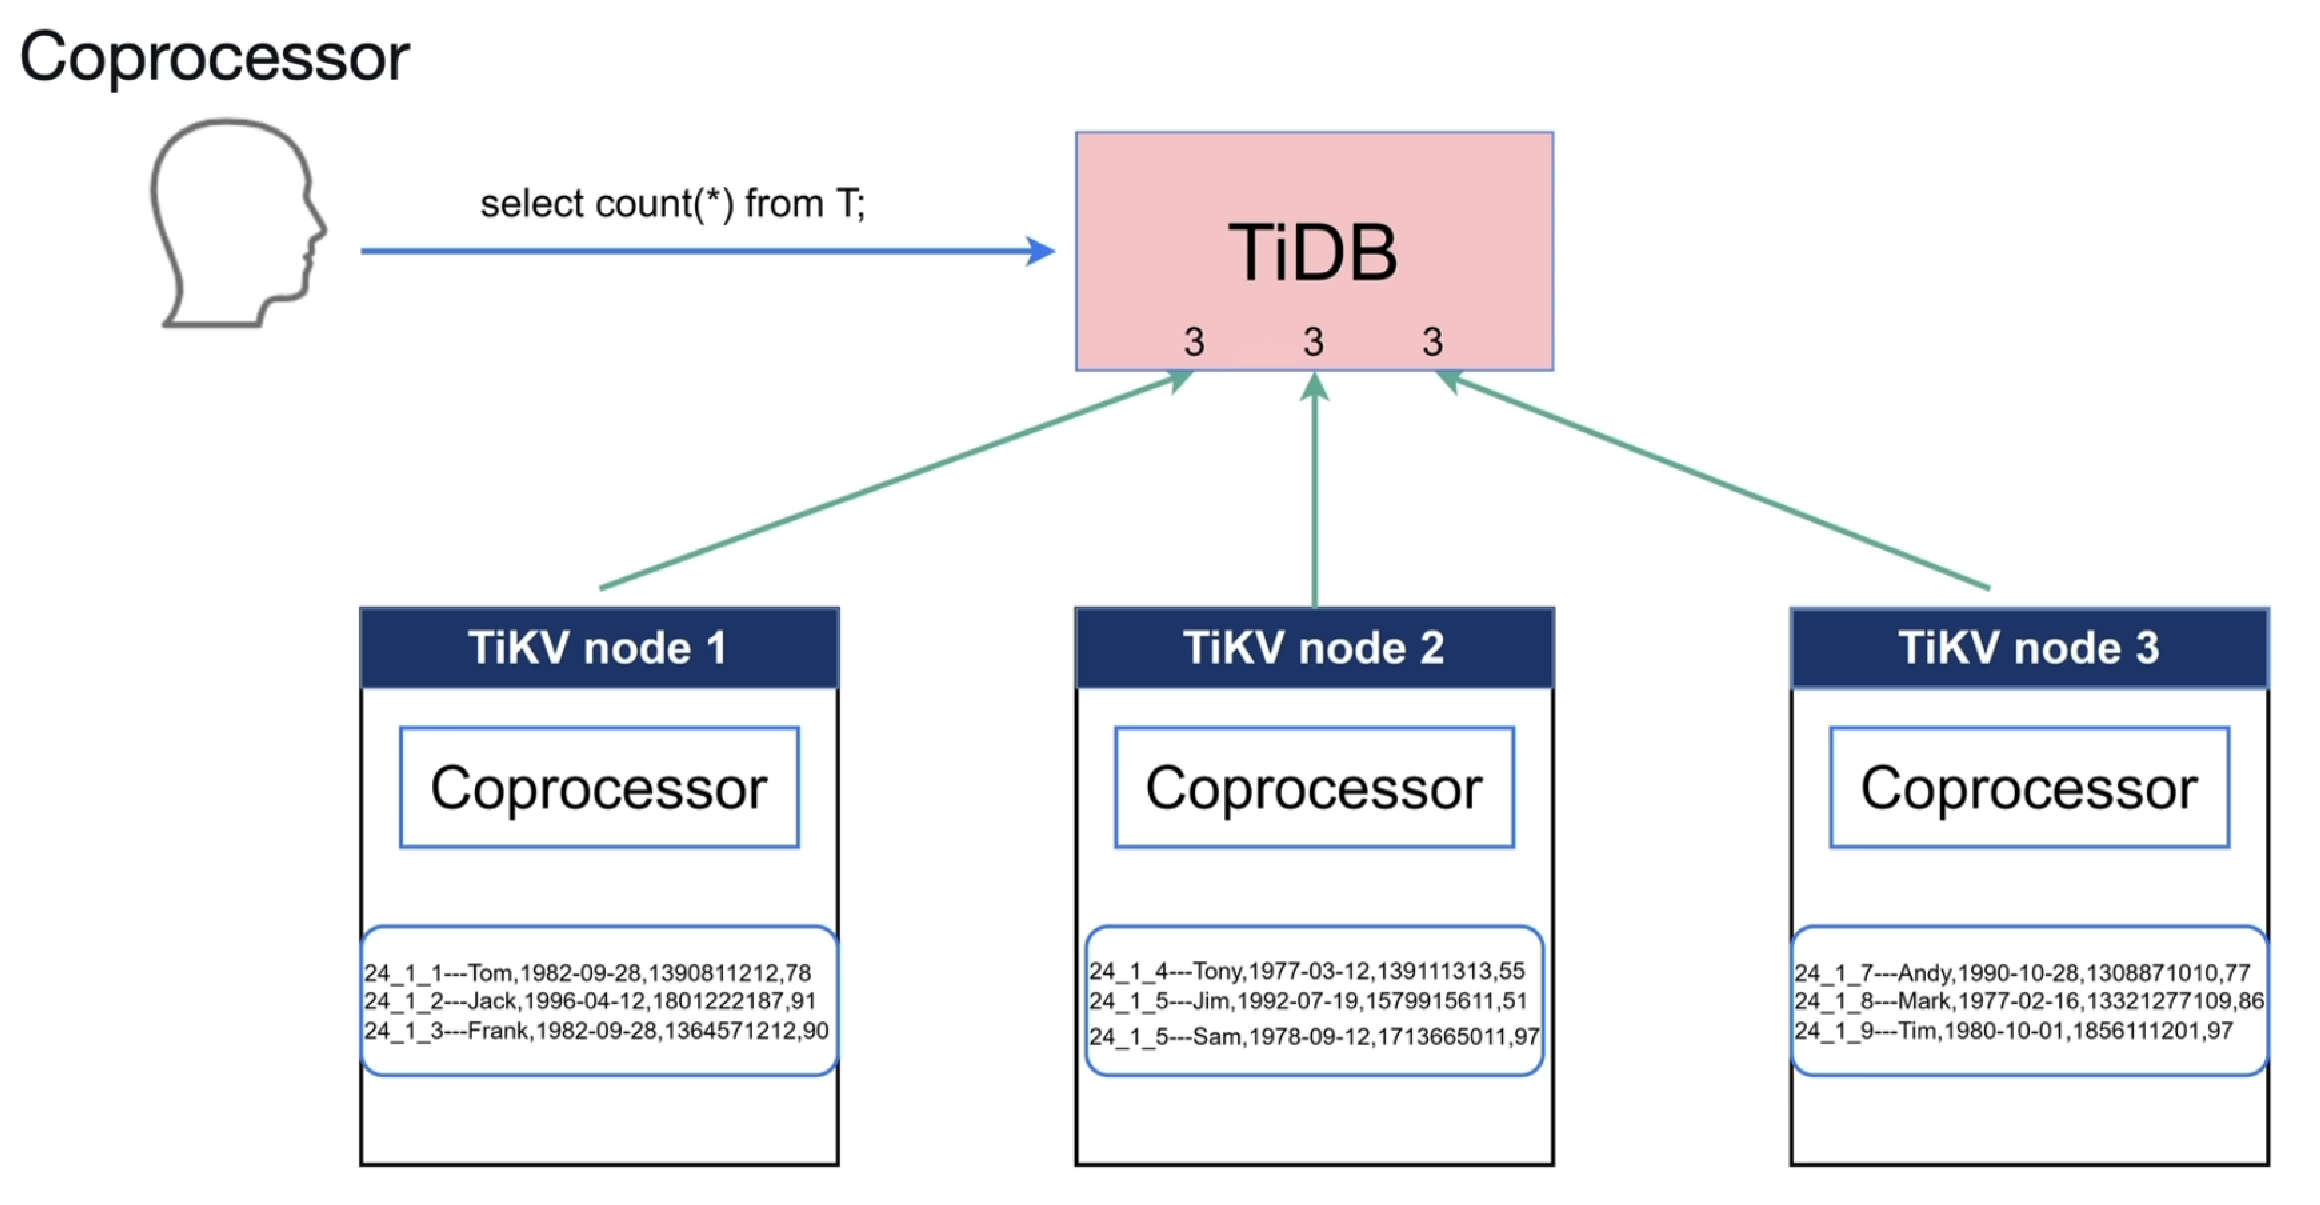 Coprocessor
select count(*) from T;
TiDB
3 3 3
TiKV node 1
Coprocessor
24_1_1---Tom,1982-09-28,1390811212,78
24_1_2---Jack,1996-04-12,1801222187,91
24_1_3---Frank,1982-09-28,1364571212,90
TiKV node 2
Coprocessor
24_1_4---Tony,1977-03-12,139111313,55
24_1_5---Jim,1992-07-19,1579915611,51
24_1_5---Sam,1978-09-12,1713665011,97
TiKV node 3
Coprocessor
24_1_7---Andy,1990-10-28,1308871010,77
24_1_8---Mark,1977-02-16,13321277109,86
24_1_9---Tim,1980-10-01,1856111201,97